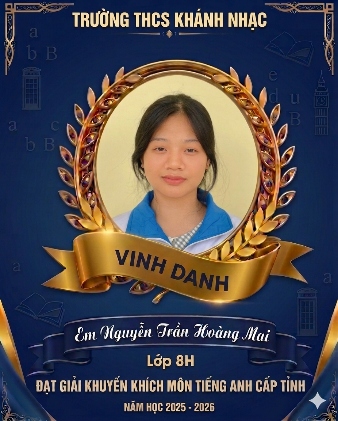 TRƯỜNG THCS KHÁNH NHẠC
VINH DANH
Em Nguyễn Trần Hoàng Mai
Lớp 8H
ĐẠT GIẢI KHUYẾN KHÍCH MÔN TIẾNG ANH CẤP TỈNH
NĂM HỌC 2025 - 2026